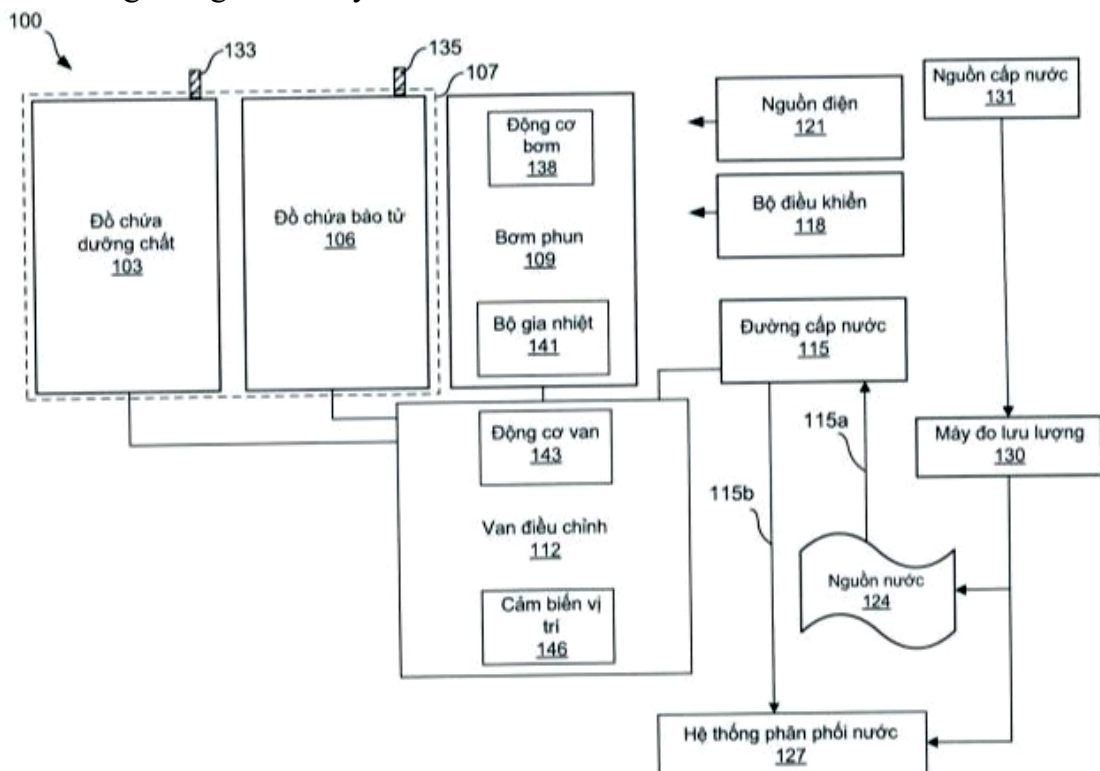 100
133
135
107
Đồ chứa
dưỡng chất
103
Đồ chứa bào tử
106
Động cơ
bơm
138
Bơm phun
109
Bộ gia nhiệt
141
Nguồn điện
121
Bộ điều khiển
118
Nguồn cấp nước
131
Đường cấp nước
115
115a
115b
Máy đo lưu lượng
130
Động cơ van
143
Van điều chỉnh
112
Cảm biến vị
trí
146
Nguồn nước
124
Hệ thống phân phối nước
127